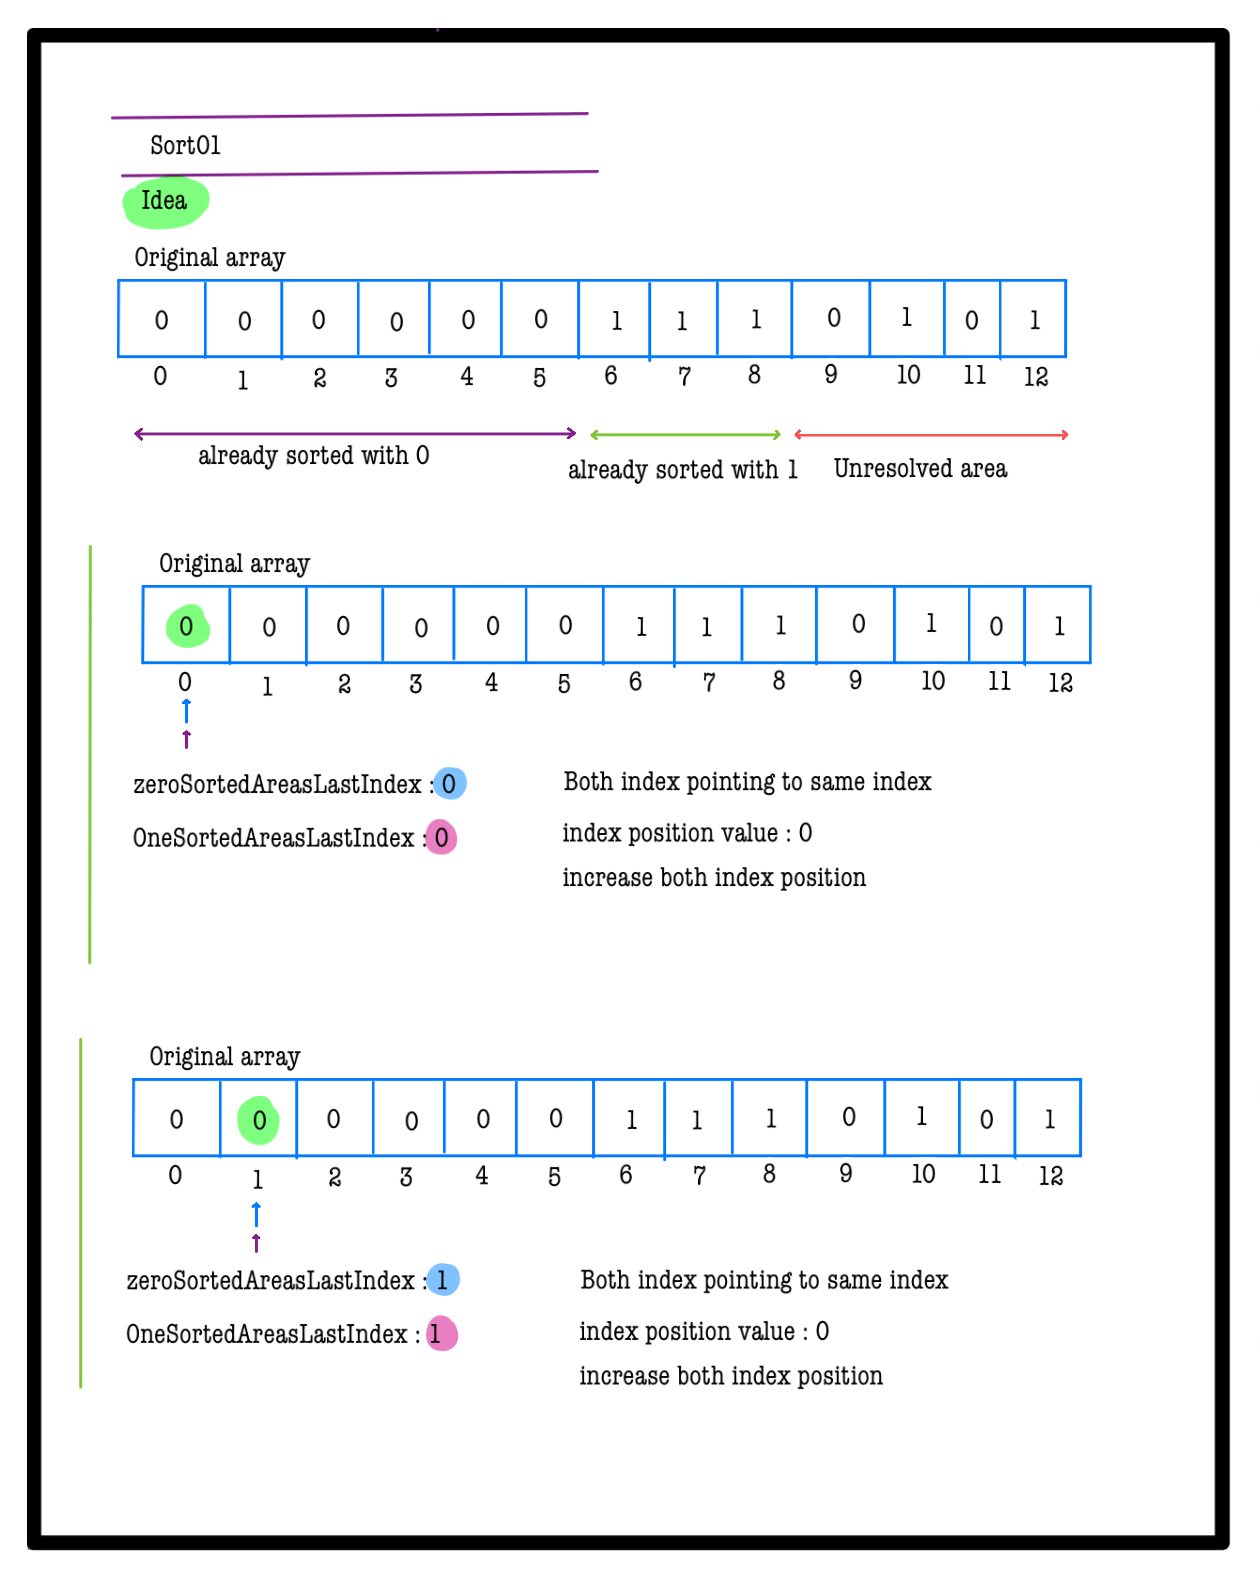 Sort01
Idea
Original array
0 0 0 0 0 0 1 1 1 0 1 0 1
0 1 2 3 4 5 6 7 8 9 10 11 12
already sorted with 0 already sorted with 1 Unresolved area
Original array
0 0 0 0 0 0 1 1 1 0 1 0 1
0 1 2 3 4 5 6 7 8 9 10 11 12
zeroSortedAreasLastIndex : 0 Both index pointing to same index
OneSortedAreasLastIndex : 0 index position value : 0
increase both index position
Original array
0 0 0 0 0 0 1 1 1 0 1 0 1
0 1 2 3 4 5 6 7 8 9 10 11 12
zeroSortedAreasLastIndex : 1 Both index pointing to same index
OneSortedAreasLastIndex : 1 index position value : 0
increase both index position